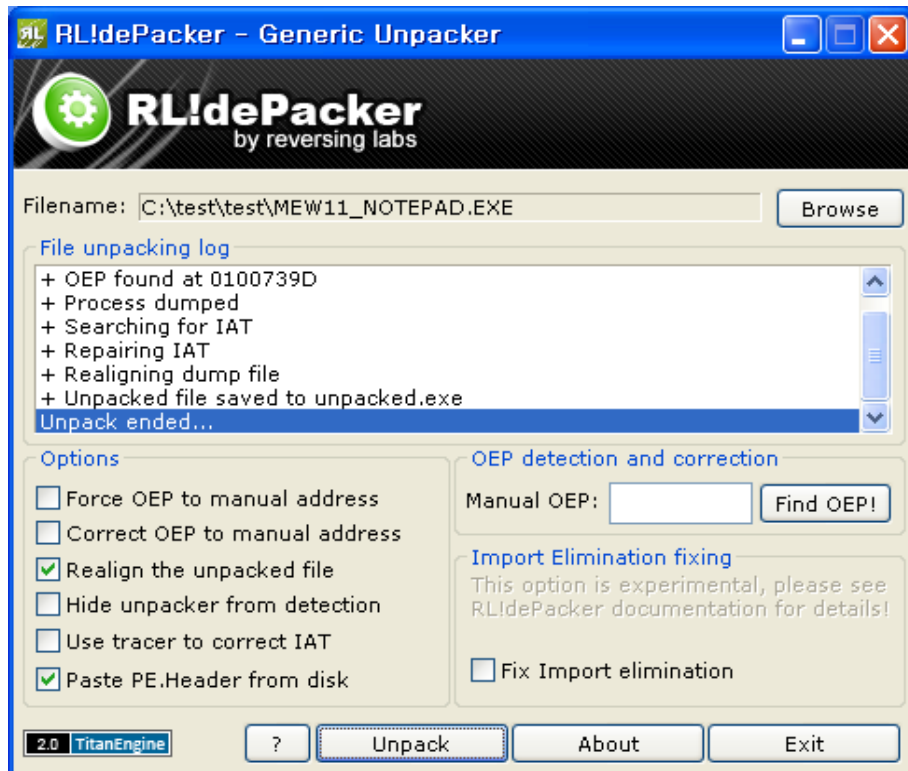 RL!dePacker - Generic Unpacker
RL!dePacker
by reversing labs
Filename: C:\test\test\MEW11_NOTEPAD.EXE Browse
File unpacking log
+ OEP found at 0100739D
+ Process dumped
+ Searching for IAT
+ Repairing IAT
+ Realigning dump file
+ Unpacked file saved to unpacked.exe
Unpack ended...
Options
Force OEP to manual address
Correct OEP to manual address
Realign the unpacked file
Hide unpacker from detection
Use tracer to correct IAT
Paste PE.Header from disk
OEP detection and correction
Manual OEP: Find OEP!
Import Elimination fixing
This option is experimental, please see
RL!dePacker documentation for details!
Fix Import elimination
2.0 TitanEngine ? Unpack About Exit